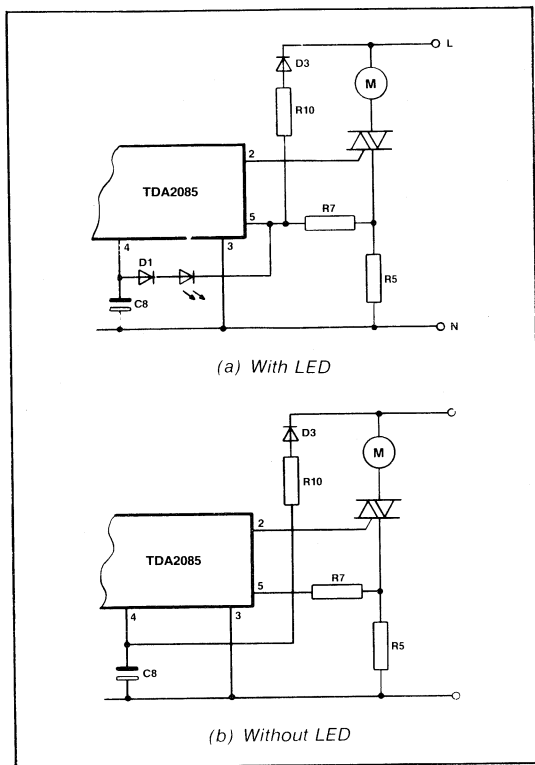 L
D3
M
R10
2
TDA2085
R7
5
4
3
D1
R5
C8
N
(a) With LED
D3
M
R10
2
TDA2085
R7
5
4
3
R5
C8
(b) Without LED